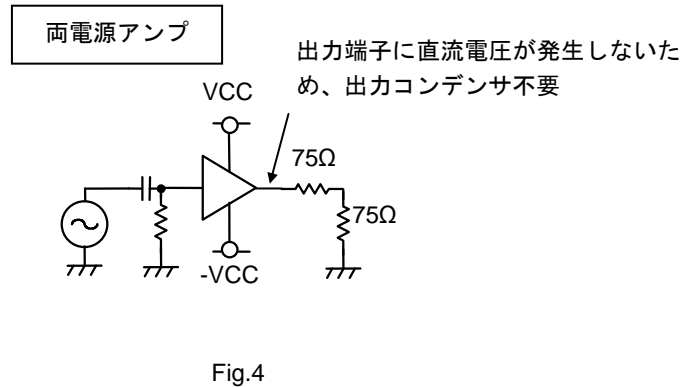 両電源アンプ
出力端子に直流電圧が発生しないた
め、出力コンデンサ不要
VCC
75Ω
75Ω
-VCC
Fig.4